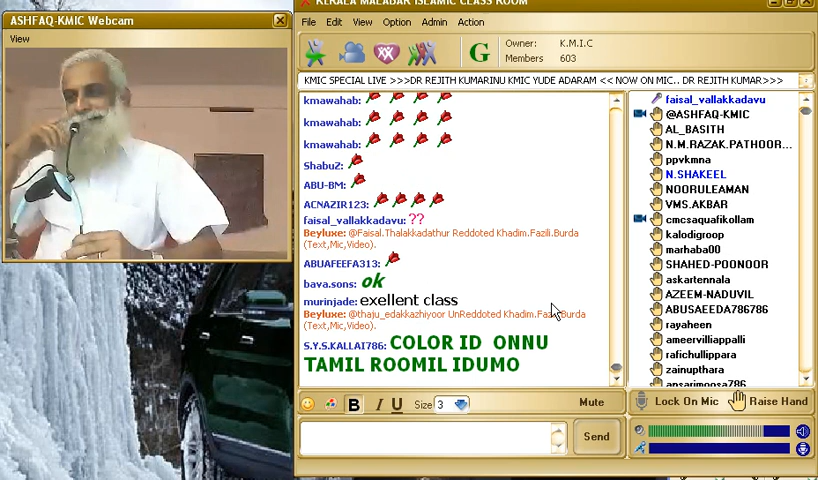 ASHFAQ-KMIC Webcam
View
KERALA MALABAR ISLAMIC CLASS ROOM
File Edit View Option Admin Action
G
Owner: K.M.I.C
Members 603
KMIC SPECIAL LIVE >>>DR REJITH KUMARINU KMIC YUDE ADARAM << NOW ON MIC.. DR REJITH KUMAR>>>
kmawahab:
kmawahab:
kmawahab:
ShabuZ:
ABU-BM:
ACNAZIR123:
faisal_vallakkadavu: ??
Beyluxe: @Faisal.Thalakkadathur Reddoted Khadim.Fazili.Burda
(Text,Mic,Video).
ABUAFEEFA313:
bava.sons: ok
murinjade: exellent class
Beyluxe: @thaju_edakkazhiyoor UnReddoted Khadim.Fazili.Burda
(Text,Mic,Video).
S.Y.S.KALLAI786: COLOR ID ONNU
TAMIL ROOMIL IDUMO
faisal_vallakkadavu
@ASHFAQ-KMIC
AL_BASITH
N.M.RAZAK.PATHOOR...
ppvkmna
N.SHAKEEL
NOORULEAMAN
VMS.AKBAR
cmcsaquafikollam
kalodigroop
marhaba00
SHAHED-POONOOR
askartennala
AZEEM-NADUVIL
ABUSAEEDA786786
rayaheen
ameervilliappalli
rafichullippara
zainupthara
ansarimoosa786
B I U Size 3 Mute
Lock On Mic Raise Hand
Send